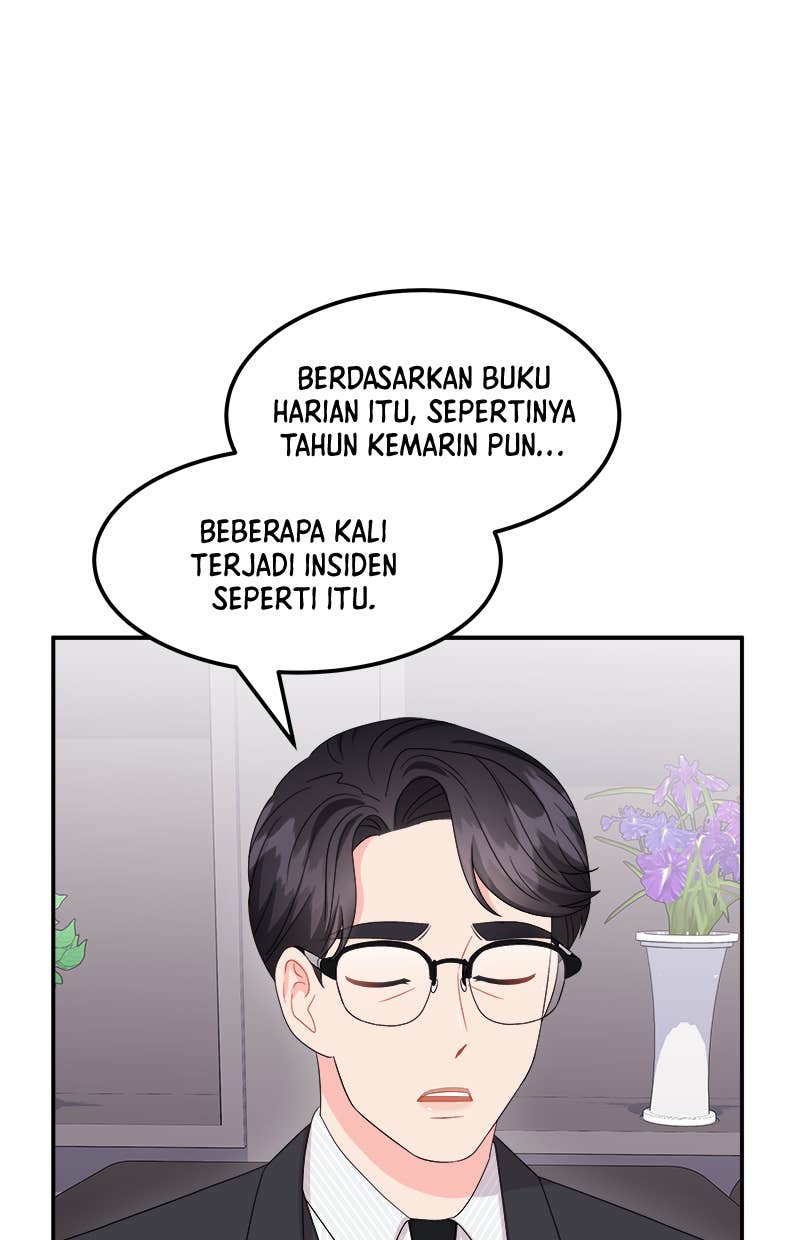 BERDASARKAN BUKU
HARIAN ITU, SEPERTINYA
TAHUN KEMARIN PUN...
BEBERAPA KALI
TERJADI INSIDEN
SEPERTI ITU.